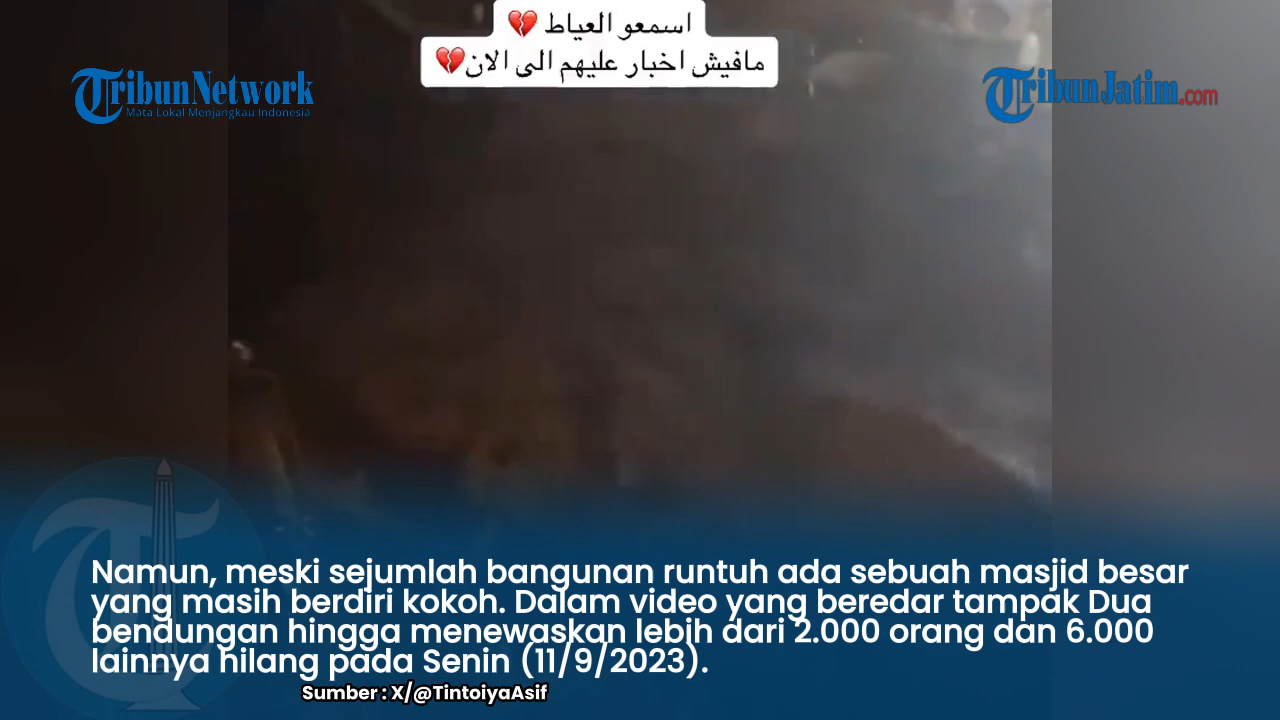 اسمعو العياط 💔
مافيش اخبار عليهم الى الان💔
TribunNetwork
Mata Lokal Menjangkau Indonesia
TribunJatim.com
Namun, meski sejumlah bangunan runtuh ada sebuah masjid besar
yang masih berdiri kokoh. Dalam video yang beredar tampak Dua
bendungan hingga menewaskan lebih dari 2.000 orang dan 6.000
lainnya hilang pada Senin (11/9/2023).
Sumber : X/@TintoiyaAsif